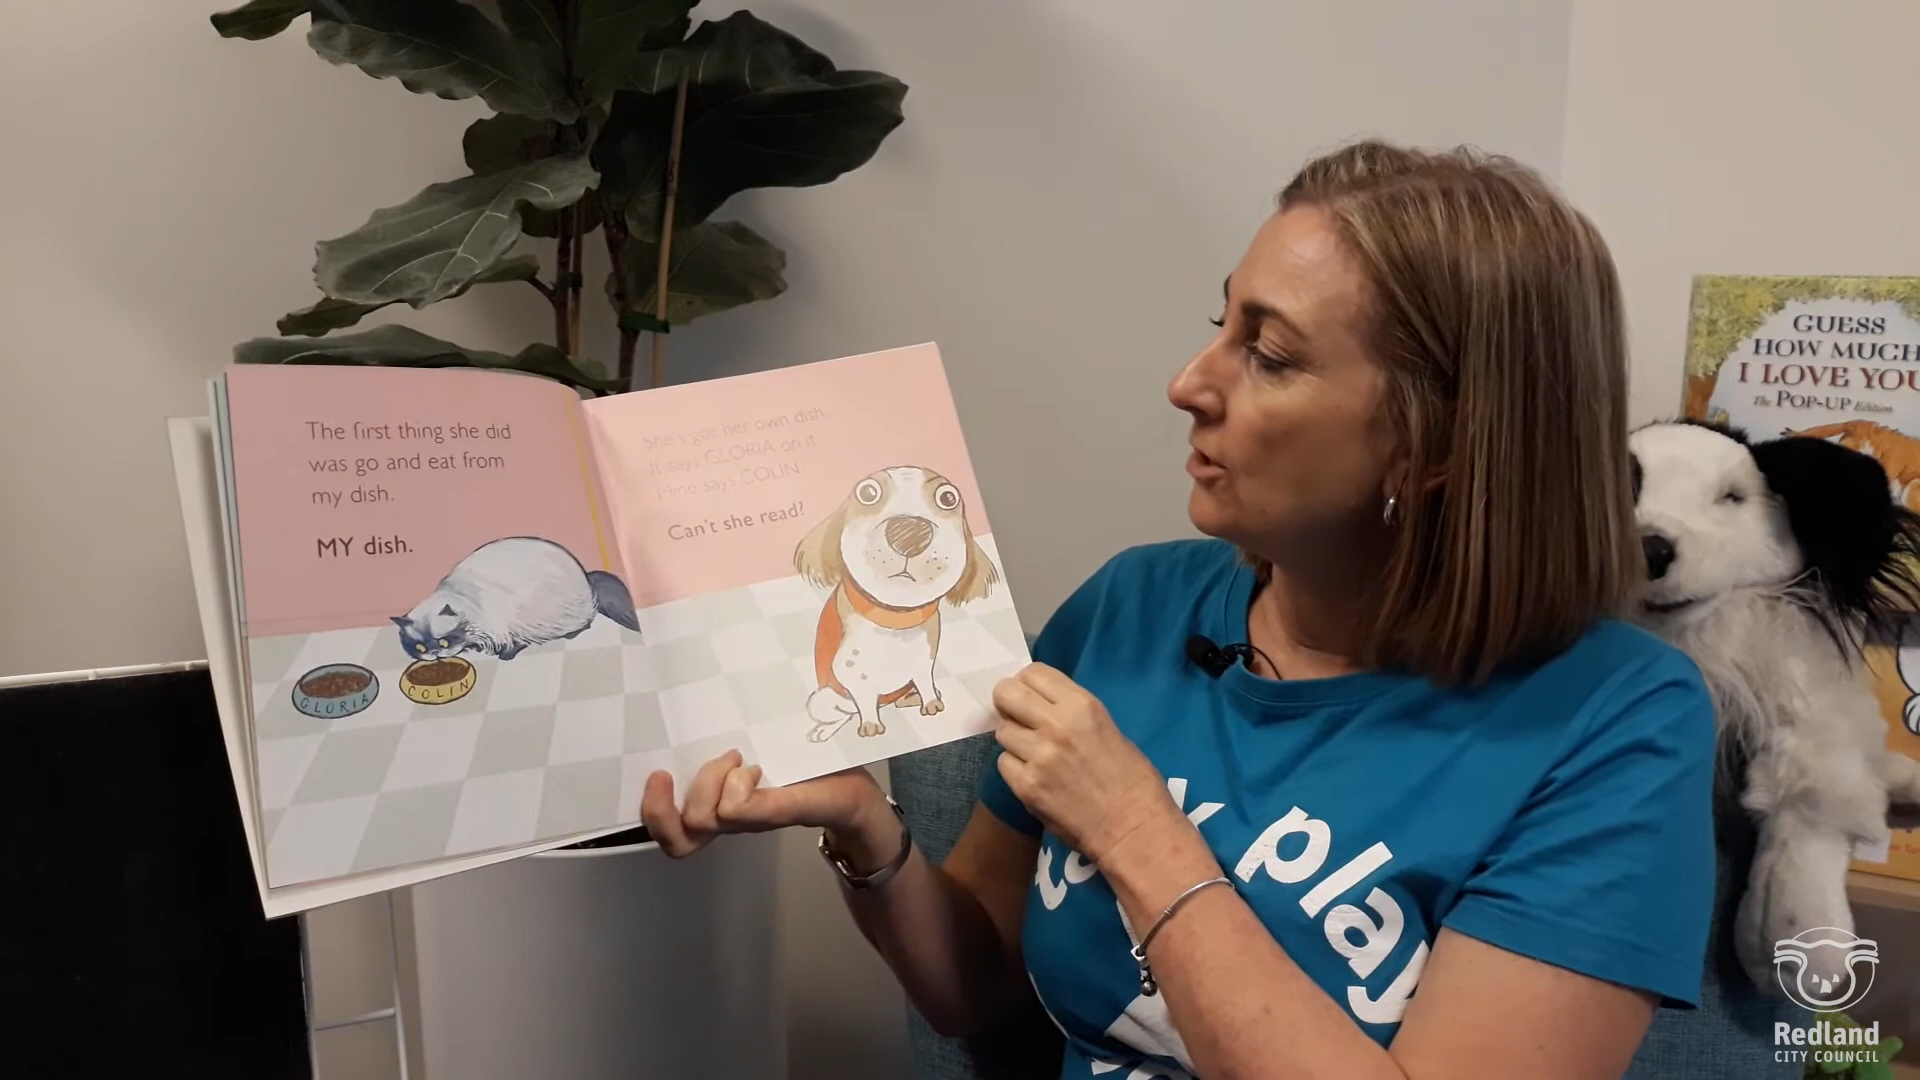 The first thing she did
was go and eat from
my dish.
MY dish.
GLORIA
COLIN
She's got her own dish.
It says GLORIA on it.
Mine says COLIN.
Can't she read?
GUESS
HOW MUCH
I LOVE YOU
The POP-UP Edition
play
Redland
CITY COUNCIL